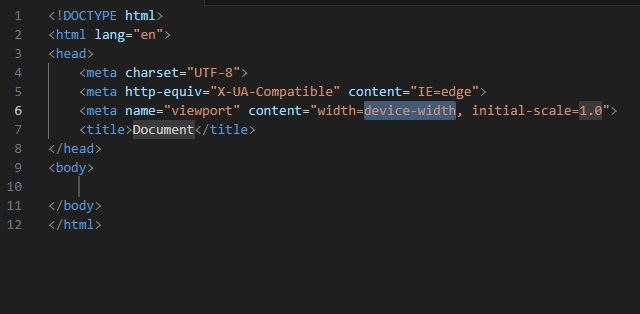 1 <!DOCTYPE html>
2 <html lang="en">
3 <head>
4     <meta charset="UTF-8">
5     <meta http-equiv="X-UA-Compatible" content="IE=edge">
6     <meta name="viewport" content="width=device-width, initial-scale=1.0">
7     <title>Document</title>
8 </head>
9 <body>
10
11 </body>
12 </html>